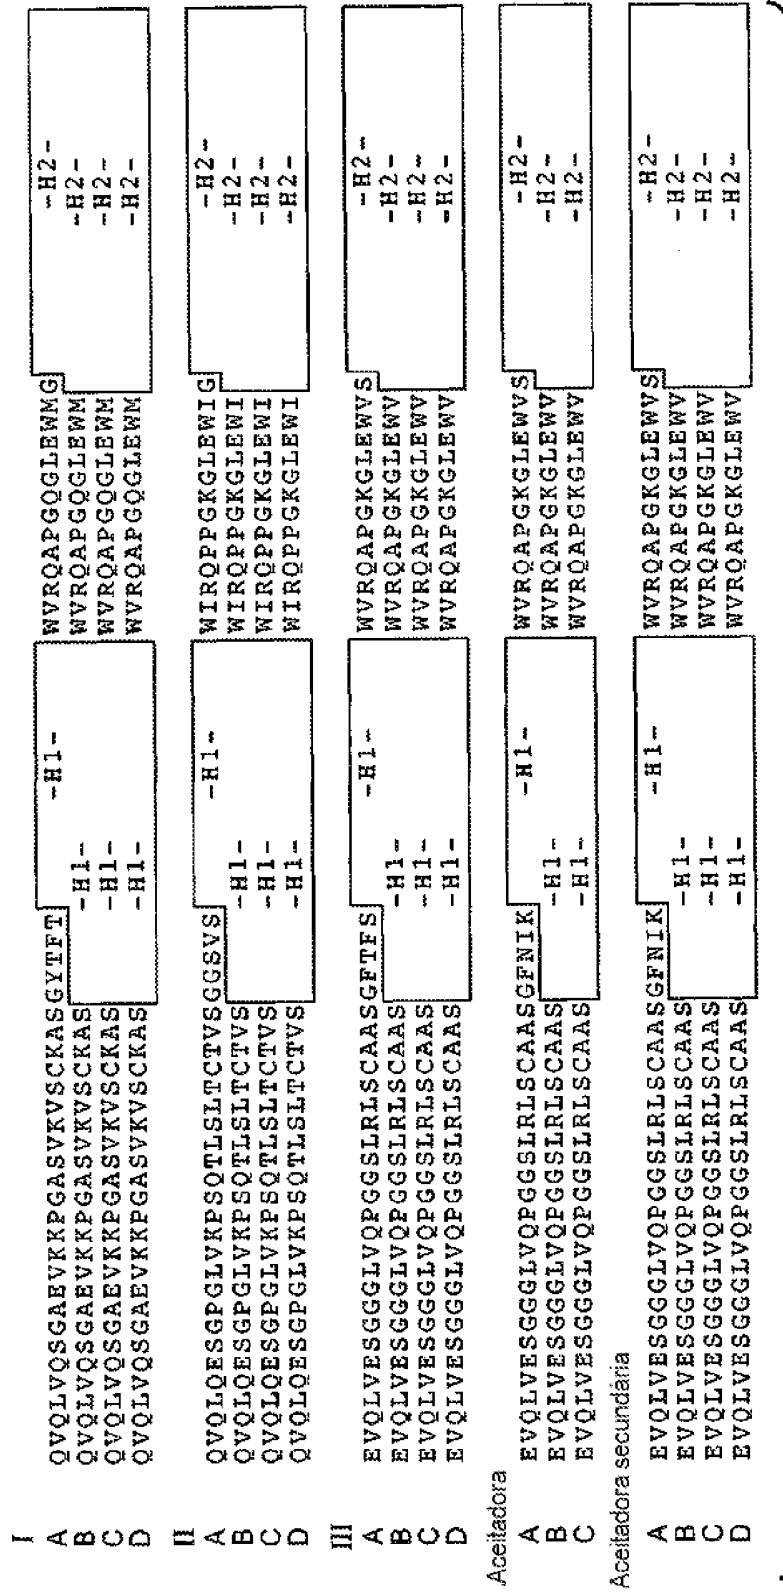 I
A QVQLVQSGAEVKKPGASVKVSCKASGYTFT -H1- WVRQAPGQGLEWMG -H2-
B QVQLVQSGAEVKKPGASVKVSCKAS -H1- WVRQAPGQGLEWM -H2-
C QVQLVQSGAEVKKPGASVKVSCKAS -H1- WVRQAPGQGLEWM -H2-
D QVQLVQSGAEVKKPGASVKVSCKAS -H1- WVRQAPGQGLEWM -H2-
II
A QVQLQESGPGLVKPSQTLSLTCTVSGGSVS -H1- WIRQPPGKGLEWIG -H2-
B QVQLQESGPGLVKPSQTLSLTCTVS -H1- WIRQPPGKGLEWI -H2-
C QVQLQESGPGLVKPSQTLSLTCTVS -H1- WIRQPPGKGLEWI -H2-
D QVQLQESGPGLVKPSQTLSLTCTVS -H1- WIRQPPGKGLEWI -H2-
III
A EVQLVESGGGLVQPGGSLRLSCAASGFTFS -H1- WVRQAPGKGLEWVS -H2-
B EVQLVESGGGLVQPGGSLRLSCAAS -H1- WVRQAPGKGLEWV -H2-
C EVQLVESGGGLVQPGGSLRLSCAAS -H1- WVRQAPGKGLEWV -H2-
D EVQLVESGGGLVQPGGSLRLSCAAS -H1- WVRQAPGKGLEWV -H2-
Aceitadora
A EVQLVESGGGLVQPGGSLRLSCAASGFNIK -H1- WVRQAPGKGLEWVS -H2-
B EVQLVESGGGLVQPGGSLRLSCAAS -H1- WVRQAPGKGLEWV -H2-
C EVQLVESGGGLVQPGGSLRLSCAAS -H1- WVRQAPGKGLEWV -H2-
Aceitadora secundária
A EVQLVESGGGLVQPGGSLRLSCAASGFNIK -H1- WVRQAPGKGLEWVS -H2-
B EVQLVESGGGLVQPGGSLRLSCAAS -H1- WVRQAPGKGLEWV -H2-
C EVQLVESGGGLVQPGGSLRLSCAAS -H1- WVRQAPGKGLEWV -H2-
D EVQLVESGGGLVQPGGSLRLSCAAS -H1- WVRQAPGKGLEWV -H2-